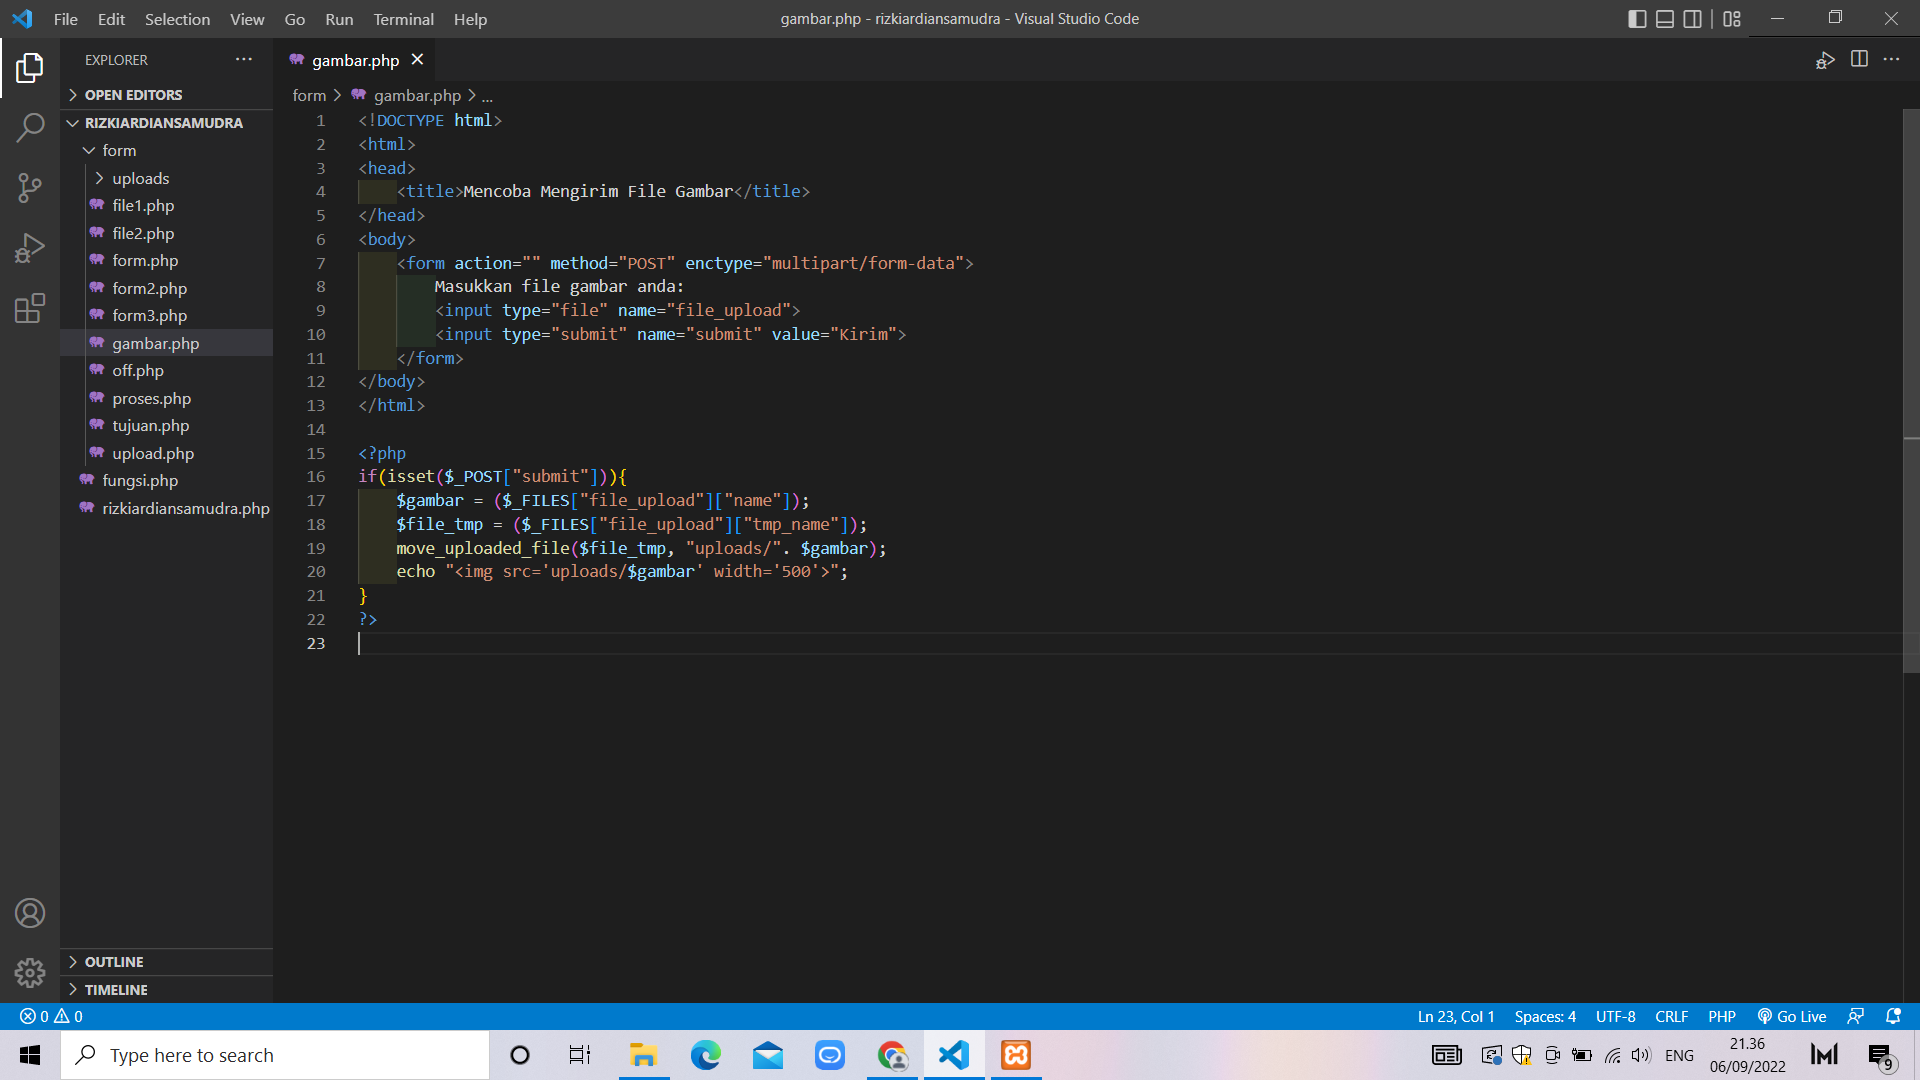 File Edit Selection View Go Run Terminal Help
gambar.php - rizkiardiansamudra - Visual Studio Code
EXPLORER
OPEN EDITORS
RIZKIARDIANSAMUDRA
form
uploads
file1.php
file2.php
form.php
form2.php
form3.php
gambar.php
off.php
proses.php
tujuan.php
upload.php
fungsi.php
rizkiardiansamudra.php
OUTLINE
TIMELINE
gambar.php
form > gambar.php > ...
1 <!DOCTYPE html>
2 <html>
3 <head>
4     <title>Mencoba Mengirim File Gambar</title>
5 </head>
6 <body>
7     <form action="" method="POST" enctype="multipart/form-data">
8         Masukkan file gambar anda:
9         <input type="file" name="file_upload">
10         <input type="submit" name="submit" value="Kirim">
11     </form>
12 </body>
13 </html>
14
15 <?php
16 if(isset($_POST["submit"])){
17     $gambar = ($_FILES["file_upload"]["name"]);
18     $file_tmp = ($_FILES["file_upload"]["tmp_name"]);
19     move_uploaded_file($file_tmp, "uploads/". $gambar);
20     echo "<img src='uploads/$gambar' width='500'>";
21 }
22 ?>
23
0 0
Ln 23, Col 1 Spaces: 4 UTF-8 CRLF PHP Go Live
Type here to search
ENG
21.36
06/09/2022
9